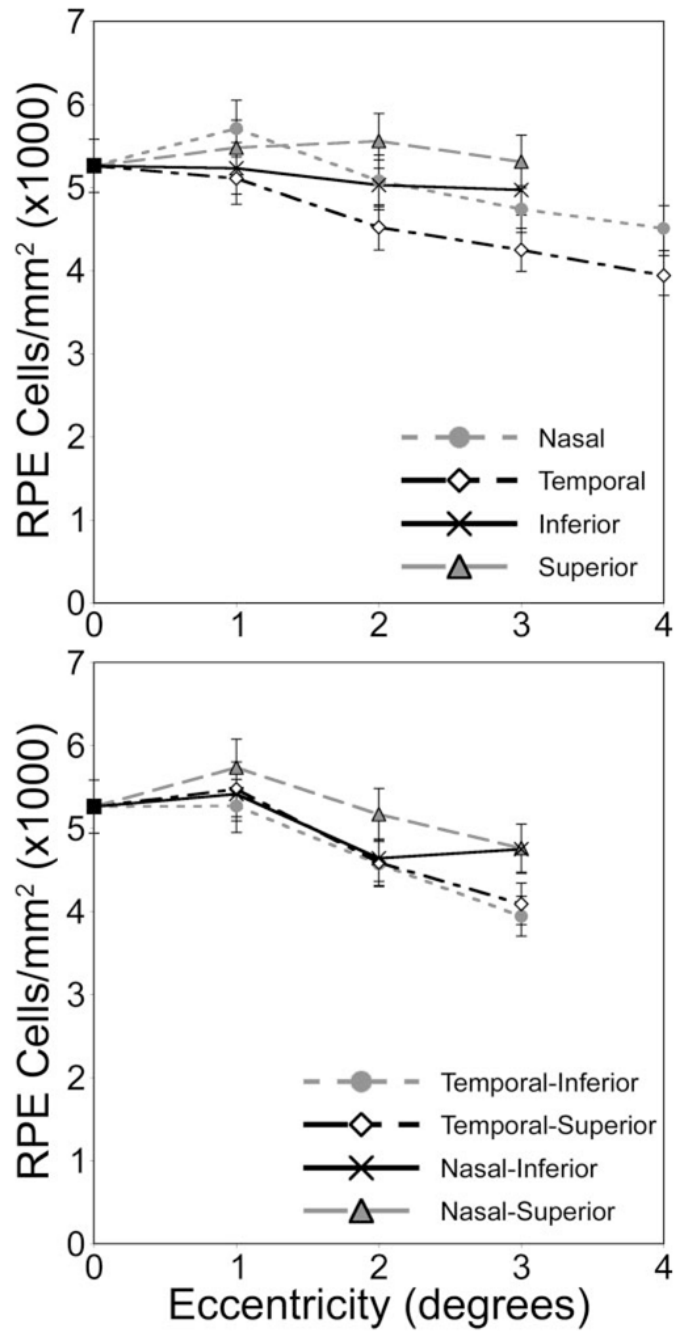 7
6
5
4
3
2
1
0
RPE Cells/mm² (x1000)
Nasal
Temporal
Inferior
Superior
0 1 2 3 4
7
6
5
4
3
2
1
0
RPE Cells/mm² (x1000)
Temporal-Inferior
Temporal-Superior
Nasal-Inferior
Nasal-Superior
0 1 2 3 4
Eccentricity (degrees)